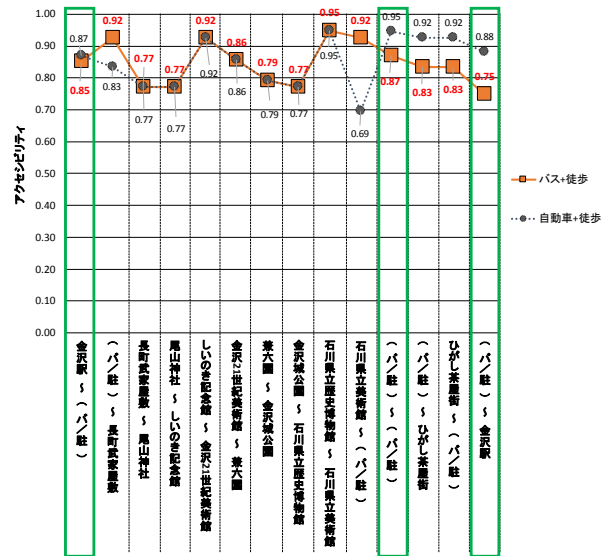 アクセシビリティ
1.00
0.90
0.80
0.70
0.60
0.50
0.40
0.30
0.20
0.10
0.00
0.87
0.85
0.92
0.83
0.77
0.77
0.77
0.77
0.92
0.92
0.86
0.86
0.79
0.79
0.77
0.77
0.95
0.95
0.92
0.69
0.95
0.87
0.92
0.83
0.92
0.83
0.88
0.75
バス+徒歩
自動車+徒歩
金沢駅 ~ (バ/駐)
(バ/駐) ~ 長町武家屋敷
長町武家屋敷 ~ 尾山神社
尾山神社 ~ しいのき記念館
しいのき記念館 ~ 金沢21世紀美術館
金沢21世紀美術館 ~ 兼六園
兼六園 ~ 金沢城公園
金沢城公園 ~ 石川県立歴史博物館
石川県立歴史博物館 ~ 石川県立美術館
石川県立美術館 ~ (バ/駐)
(バ/駐) ~ (バ/駐)
(バ/駐) ~ ひがし茶屋街
ひがし茶屋街 ~ (バ/駐)
(バ/駐) ~ 金沢駅